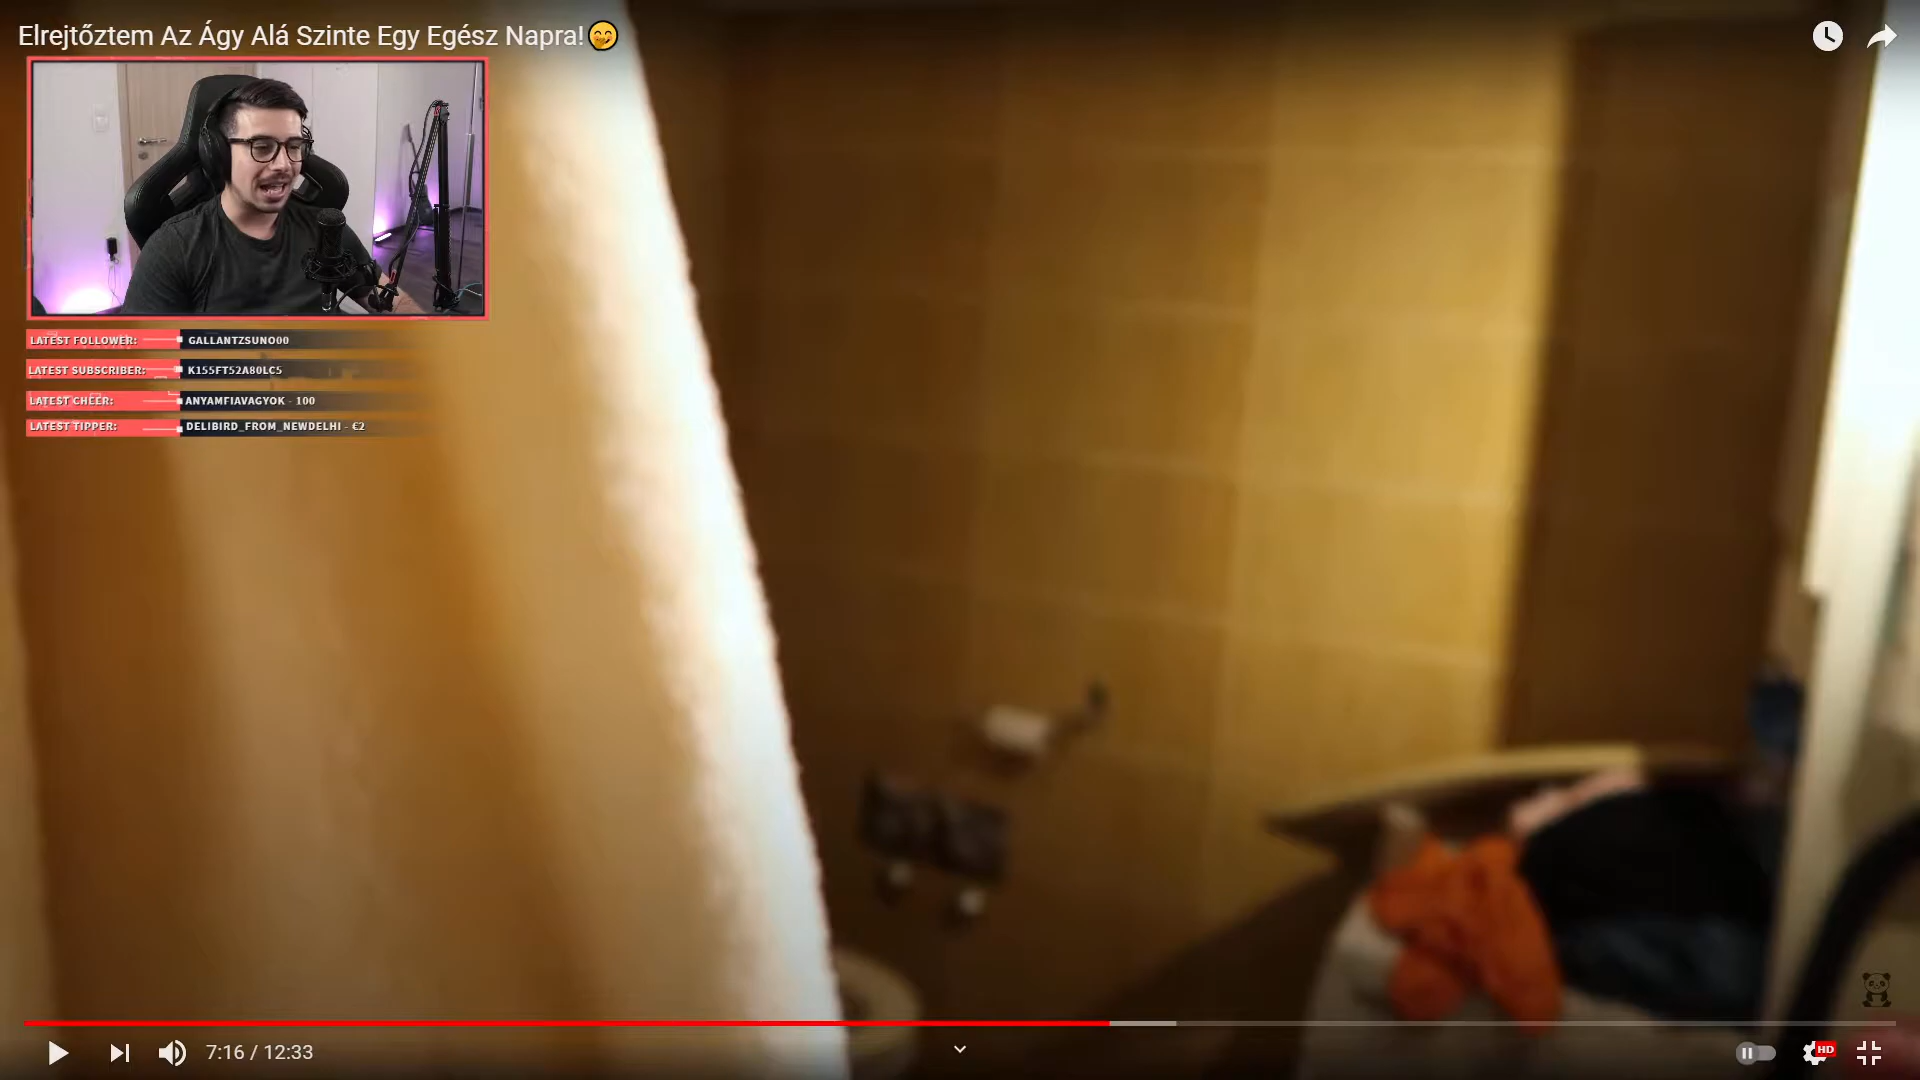 Elrejtőztem Az Ágy Alá Szinte Egy Egész Napra!🤭
LATEST FOLLOWER: GALLANTZSUNO00
LATEST SUBSCRIBER: K155FT52A80LC5
LATEST CHEER: ANYAMFIAVAGYOK - 100
LATEST TIPPER: DELIBIRD_FROM_NEWDELHI - €2
7:16 / 12:33
HD